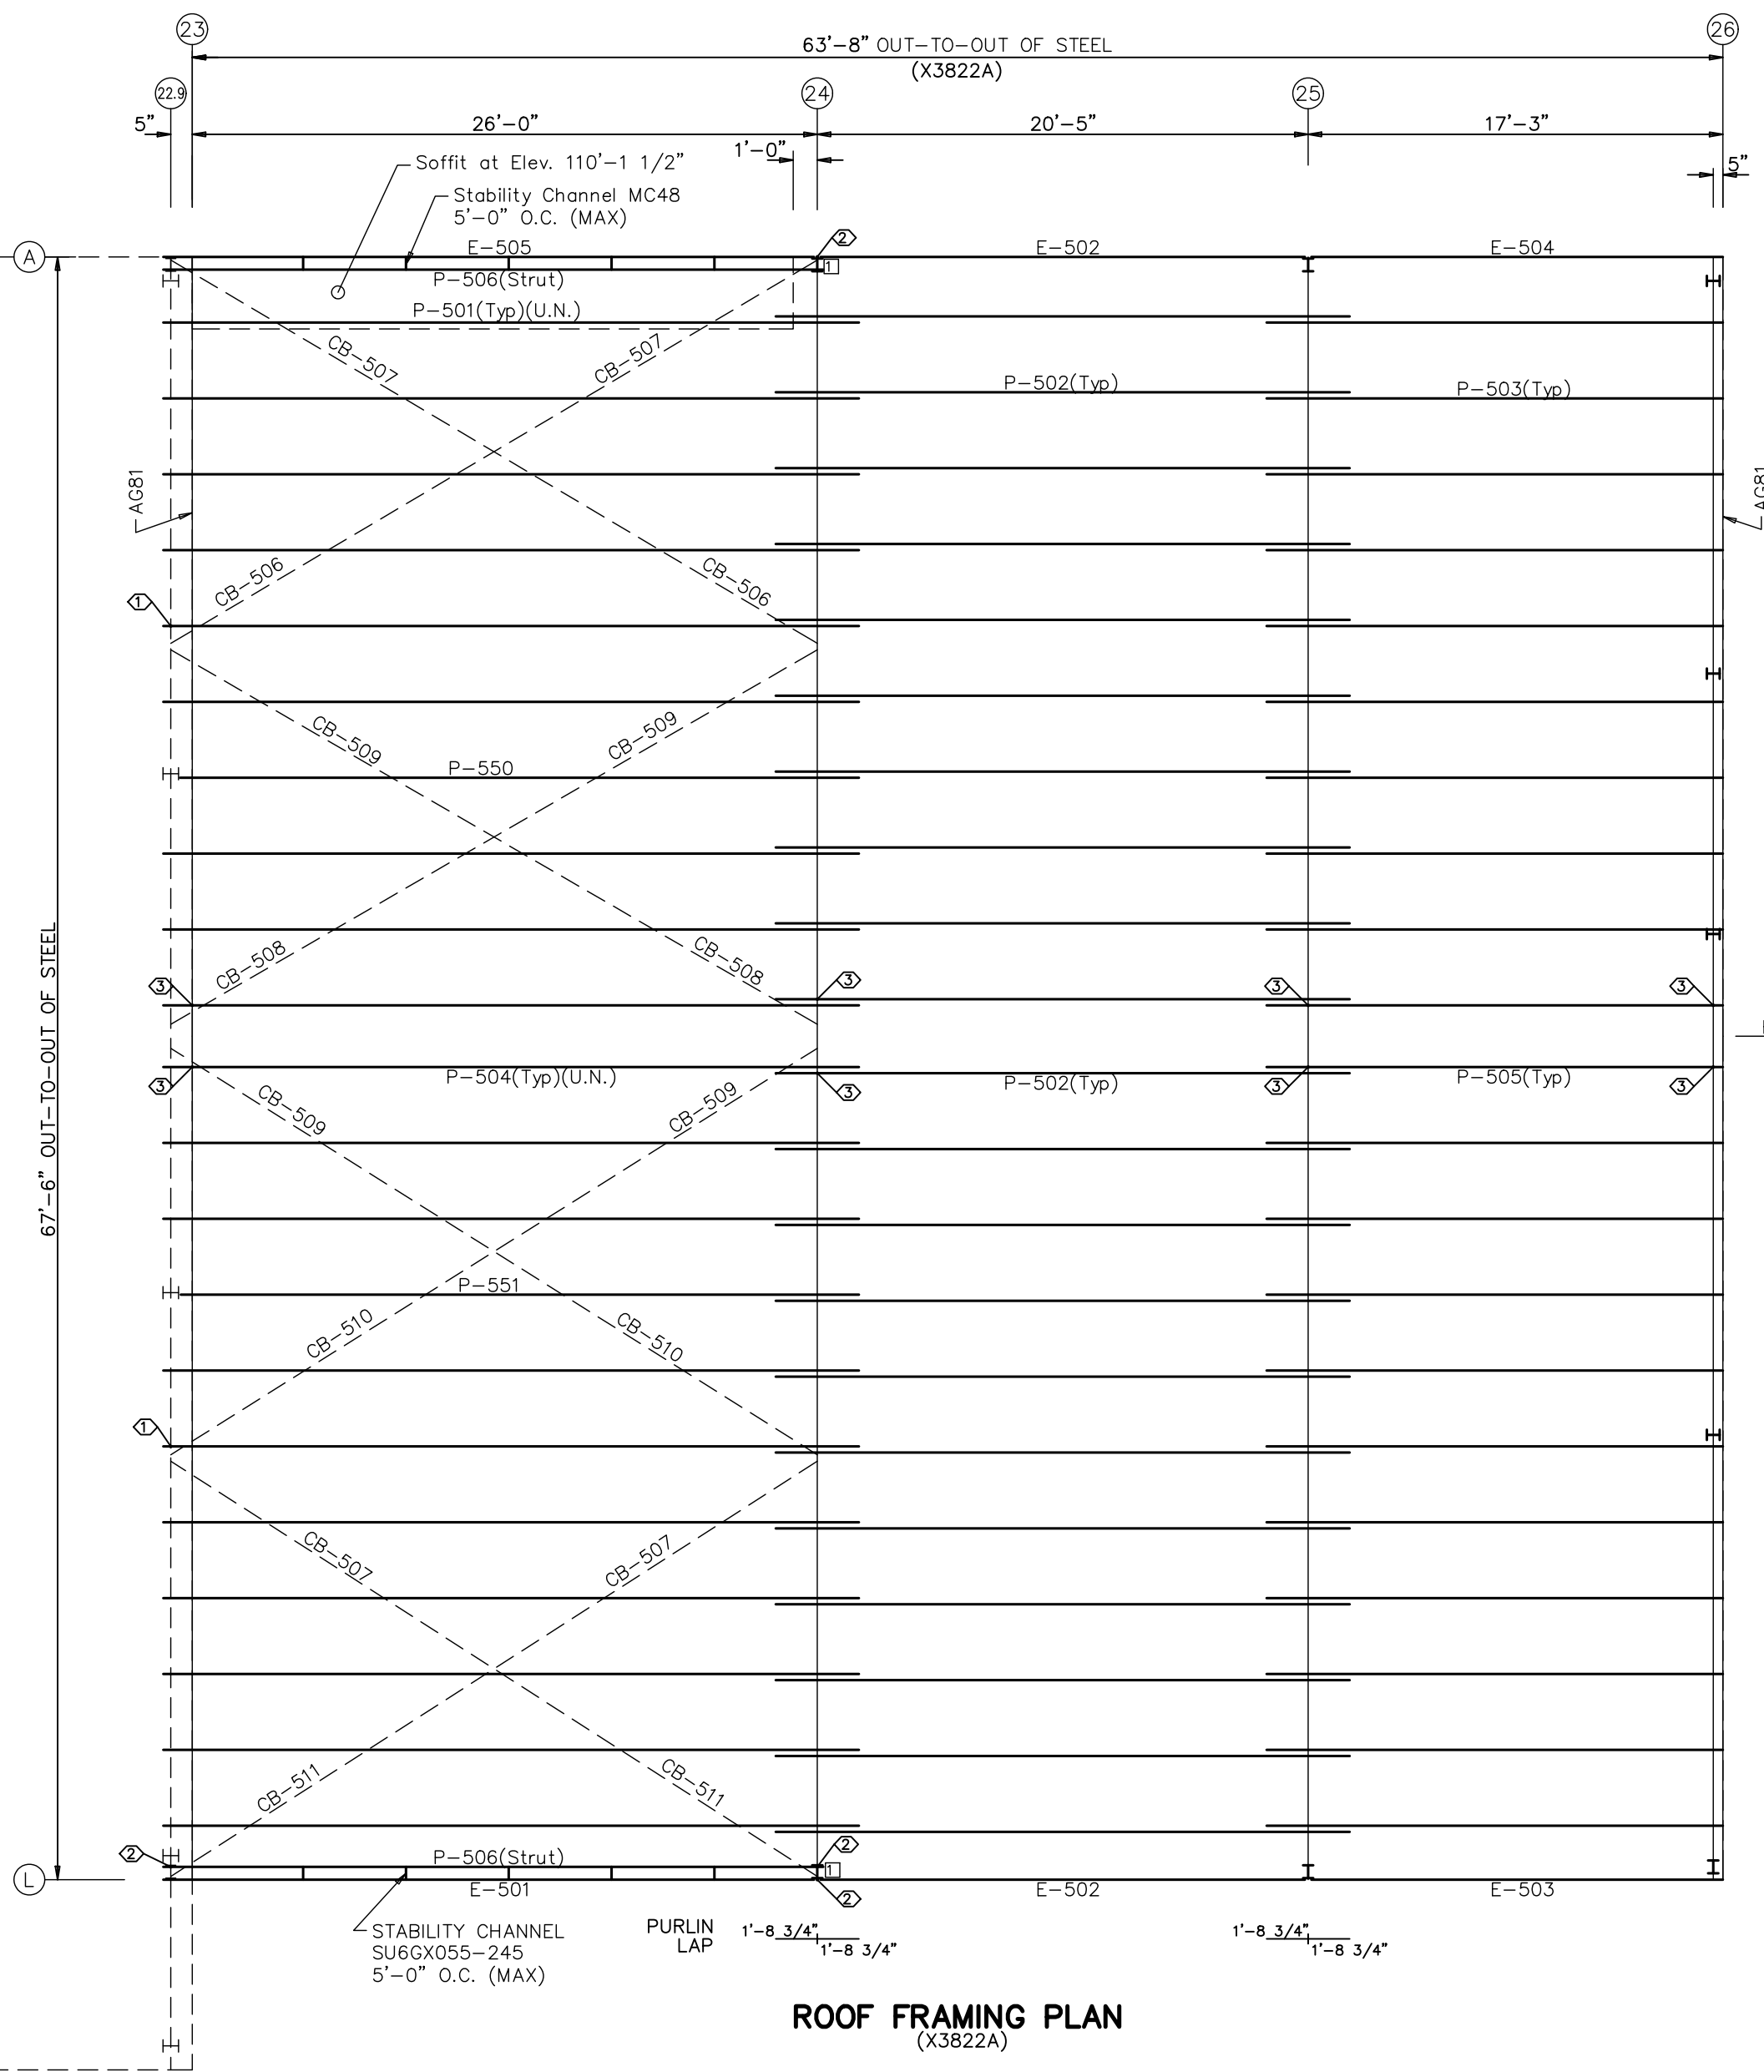 23
26
63'-8" OUT-TO-OUT OF STEEL
(X3822A)
22.9
24
25
5"
26'-0"
20'-5"
17'-3"
1'-0"
5"
Soffit at Elev. 110'-1 1/2"
Stability Channel MC48
5'-0" O.C. (MAX)
A
E-505
2
E-502
E-504
1
P-506(Strut)
P-501(Typ)(U.N.)
CB-507
CB-507
P-502(Typ)
P-503(Typ)
AG81
AG81
CB-506
CB-506
1
CB-509
CB-509
P-550
67'-6" OUT-TO-OUT OF STEEL
CB-508
CB-508
3
3
3
3
P-504(Typ)(U.N.)
P-502(Typ)
P-505(Typ)
3
3
3
3
CB-509
CB-509
P-551
CB-510
CB-510
1
CB-507
CB-507
CB-511
CB-511
2
P-506(Strut)
2
1
L
E-501
2
E-502
E-503
STABILITY CHANNEL
SU6GX055-245
5'-0" O.C. (MAX)
PURLIN
LAP
1'-8 3/4"
1'-8 3/4"
1'-8 3/4"
1'-8 3/4"
ROOF FRAMING PLAN
(X3822A)